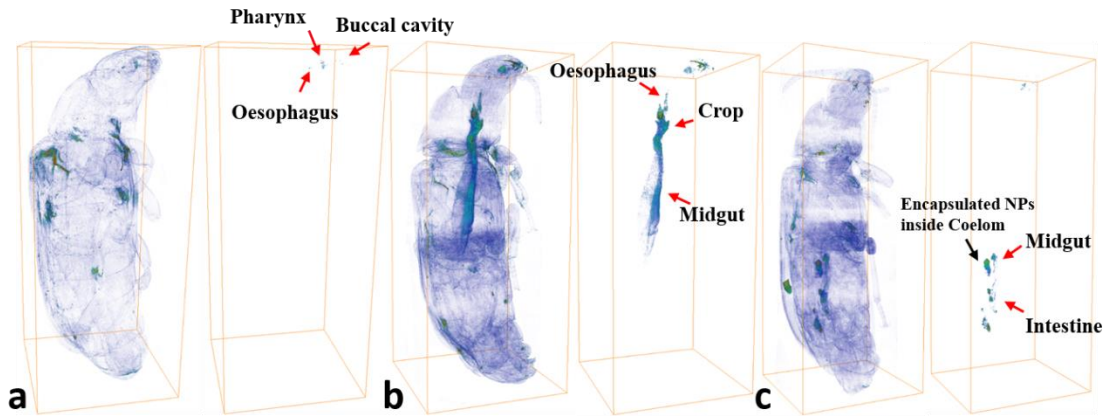 Pharynx
Buccal cavity
Oesophagus
a
Oesophagus
Crop
Midgut
b
Encapsulated NPs
inside Coelom
Midgut
Intestine
c